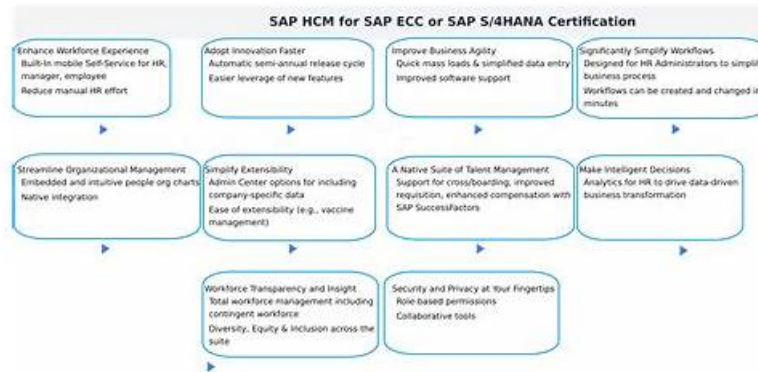 SAP HCM for SAP ECC or SAP S/4HANA Certification
Enhance Workforce Experience
Built-In mobile Self-Service for HR,
manager, employee
Reduce manual HR effort
Adopt Innovation Faster
Automatic semi-annual release cycle
Easier leverage of new features
Improve Business Agility
Quick mass loads & simplified data entry
Improved software support
Significantly Simplify Workflows
Designed for HR Administrators to simplif
business process
Workflows can be created and changed in
minutes
Streamline Organizational Management
Embedded and intuitive people org charts
Native integration
Simplify Extensibility
Admin Center options for including
company-specific data
Ease of extensibility (e.g., vaccine
management)
A Native Suite of Talent Management
Support for cross/boarding, improved
requisition, enhanced compensation with
SAP SuccessFactors
Make Intelligent Decisions
Analytics for HR to drive data-driven
business transformation
Workforce Transparency and Insight
Total workforce management including
contingent workforce
Diversity, Equity & Inclusion across the
suite
Security and Privacy at Your Fingertips
Role-based permissions
Collaborative tools